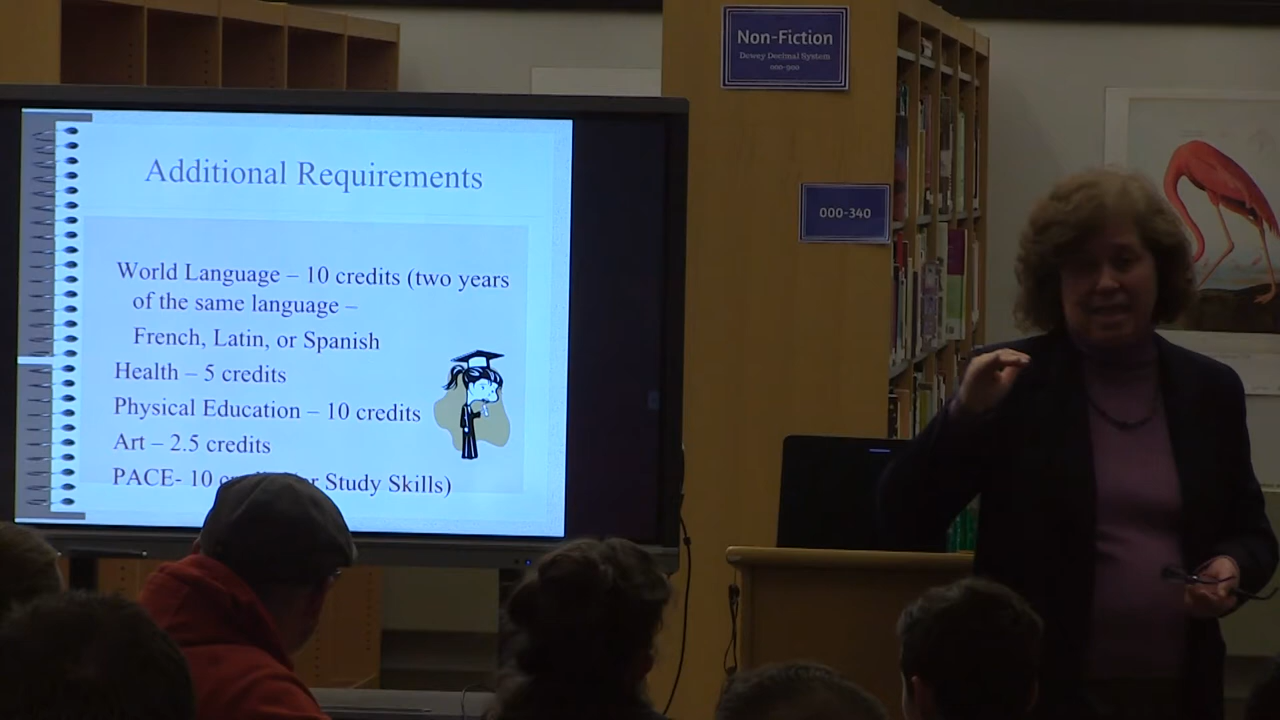 Non-Fiction
Dewey Decimal System
000-900
000-340
Additional Requirements
World Language – 10 credits (two years
of the same language –
French, Latin, or Spanish
Health – 5 credits
Physical Education – 10 credits
Art – 2.5 credits
PACE- 10 Study Skills)